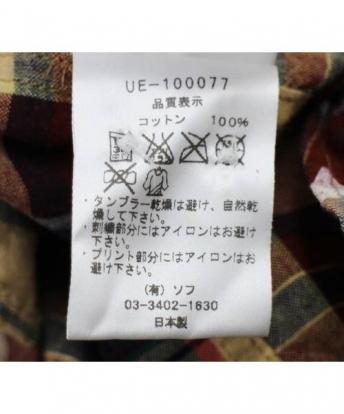 UE-100077
品質表示
コットン 100%
・タンブラー乾燥は避け、自然乾
燥して下さい。
・刺繍部分にはアイロンはお避
け下さい。
・プリント部分にはアイロンはお
避け下さい。
(有)ソフ
03-3402-1630
日本製